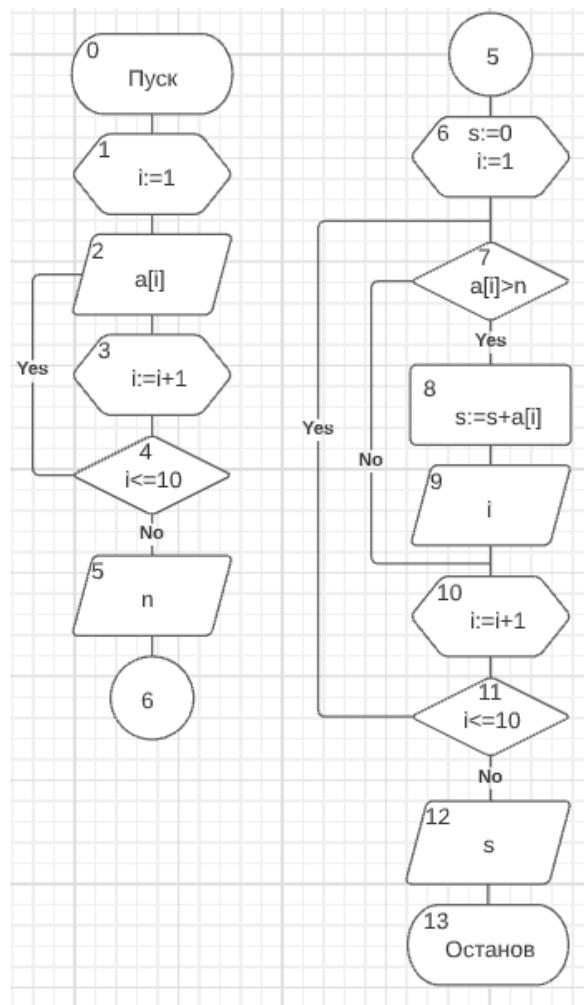 0
Пуск
1
i:=1
2
a[i]
3
i:=i+1
Yes
4
i<=10
No
5
n
6
5
6 s:=0
i:=1
7
a[i]>n
Yes
8
s:=s+a[i]
Yes
No
9
i
10
i:=i+1
11
i<=10
No
12
s
13
Останов